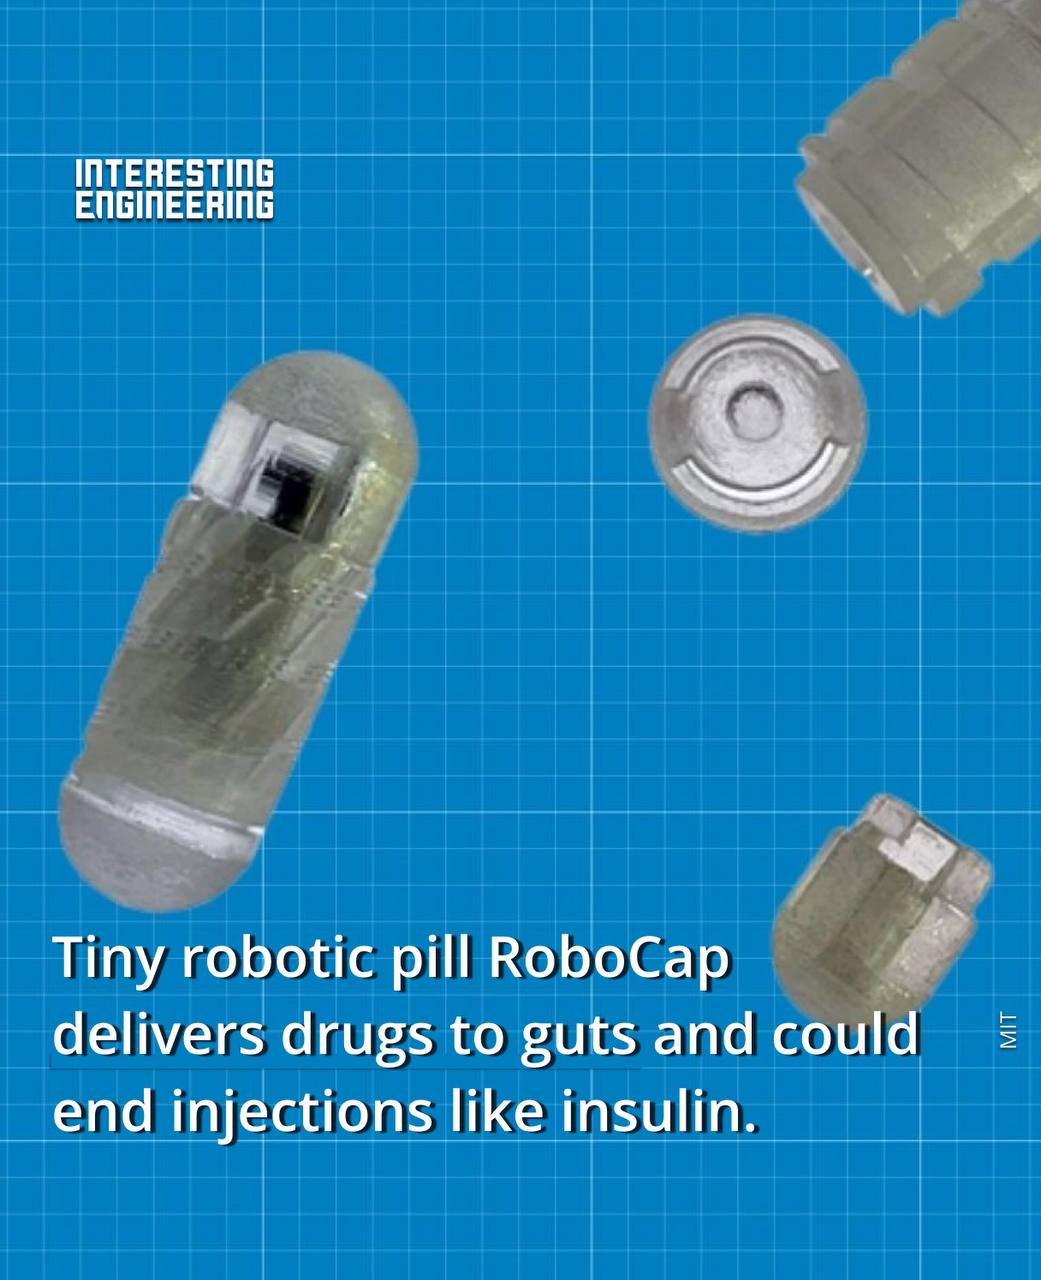 INTERESTING
ENGINEERING
Tiny robotic pill RoboCap
delivers drugs to guts and could
end injections like insulin.
MIT